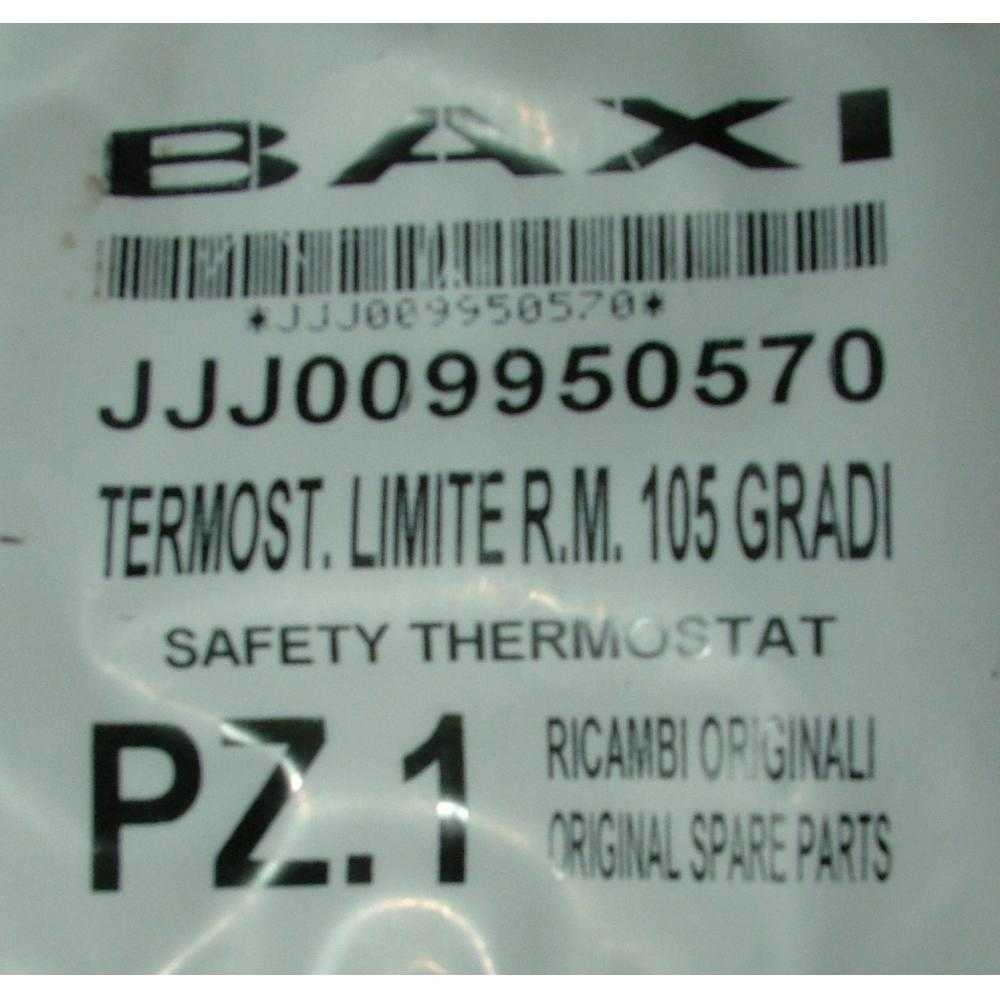 BAXI
*JJJ009950570*
JJJ009950570
TERMOST. LIMITE R.M. 105 GRADI
SAFETY THERMOSTAT
PZ.1
RICAMBI ORIGINALI
ORIGINAL SPARE PARTS